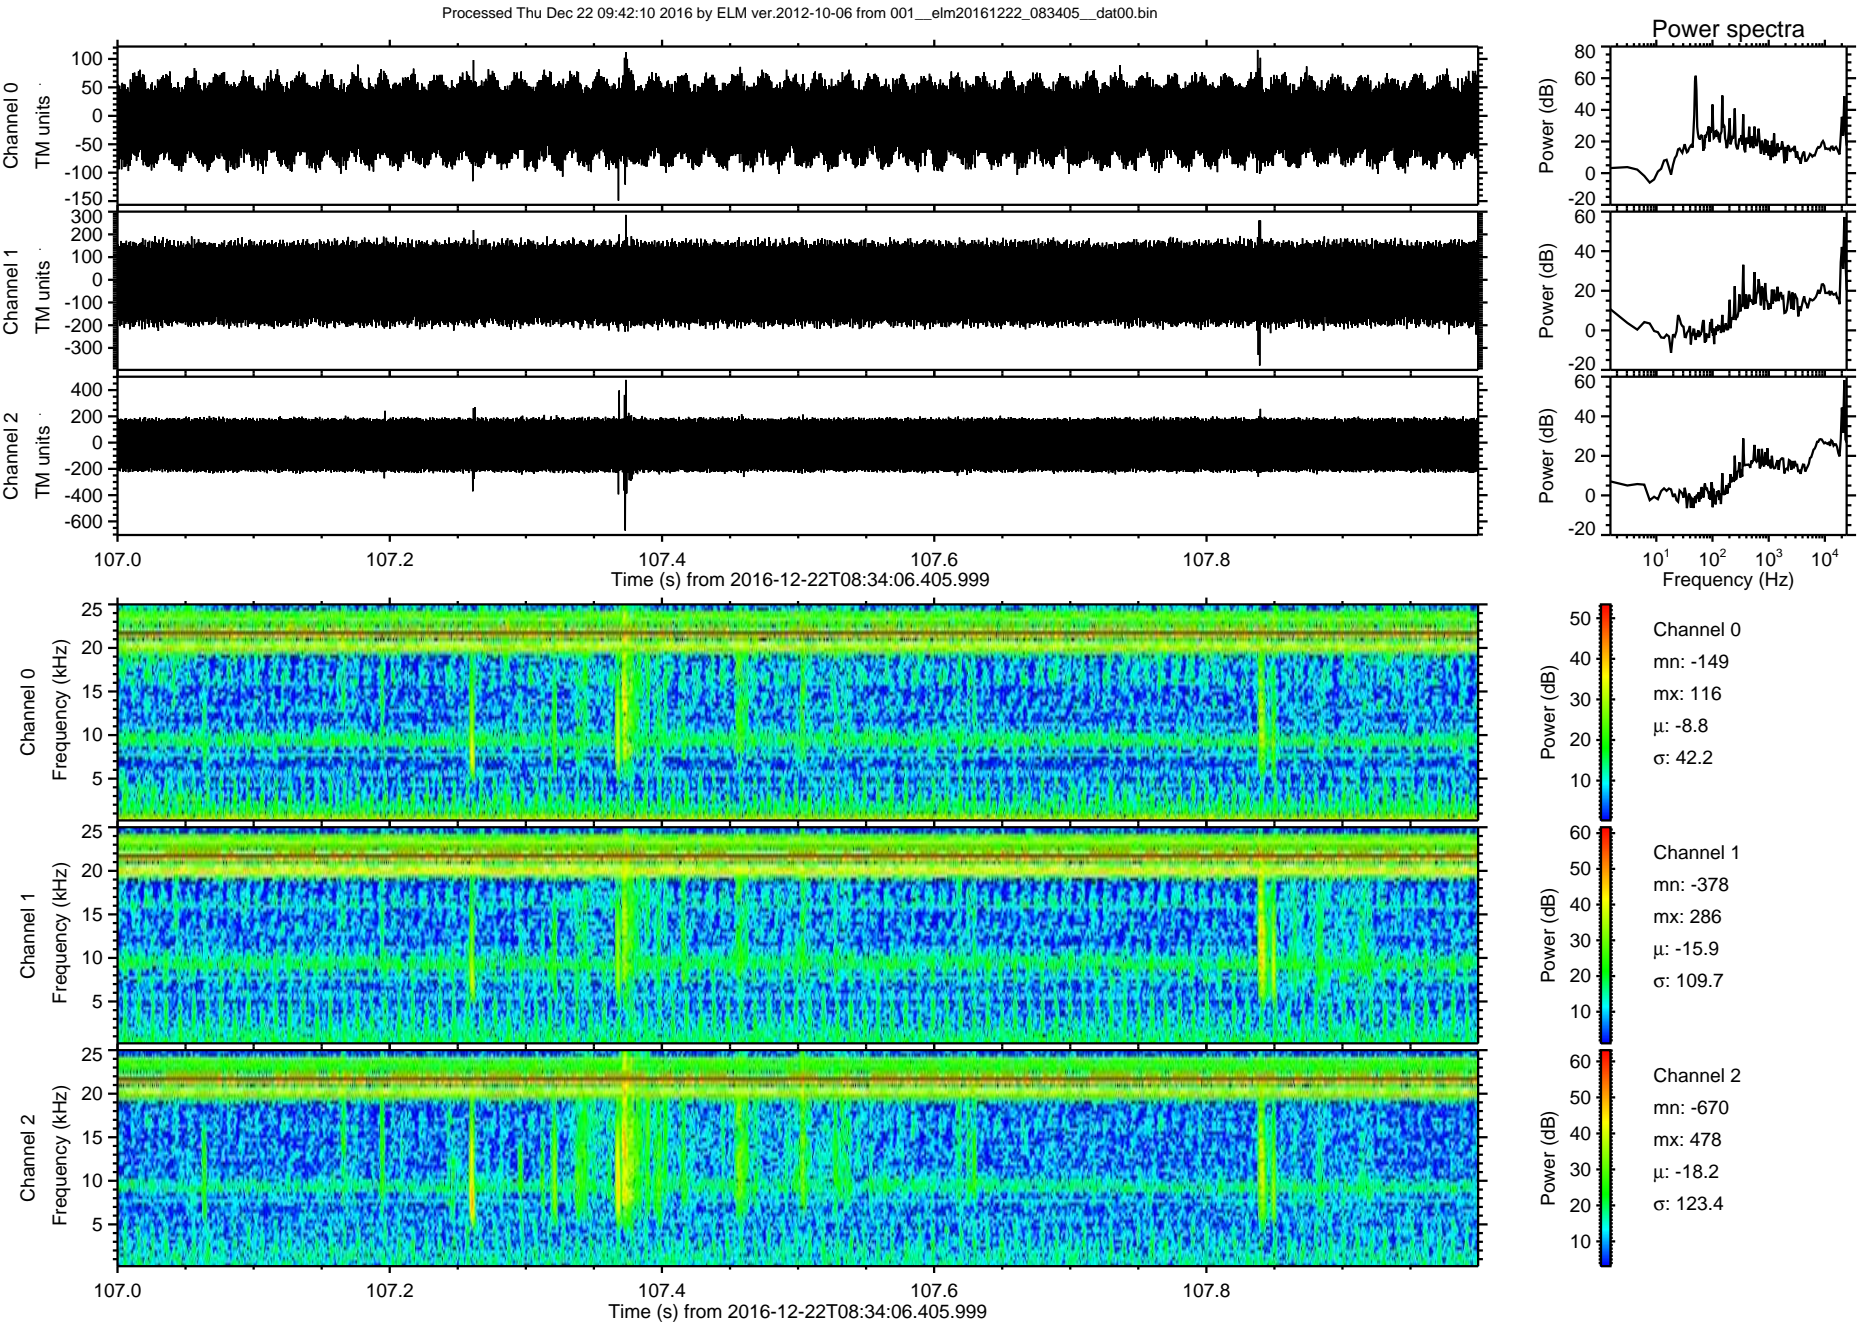 Processed Thu Dec 22 09:42:10 2016 by ELM ver.2012-10-06 from 001__elm20161222_083405__dat00.bin
Power spectra
Channel 0
TM units
100
50
0
-50
-100
-150
Power (dB)
80
60
40
20
0
-20
Channel 1
TM units
300
200
100
0
-100
-200
-300
Power (dB)
60
40
20
0
-20
Channel 2
TM units
400
200
0
-200
-400
-600
Power (dB)
60
40
20
0
-20
107.0 107.2 107.4 107.6 107.8
Time (s) from 2016-12-22T08:34:06.405.999
10^1 10^2 10^3 10^4
Frequency (Hz)
Channel 0
Frequency (kHz)
25
20
15
10
5
Power (dB)
50
40
30
20
10
Channel 0
mn: -149
mx: 116
μ: -8.8
σ: 42.2
Channel 1
Frequency (kHz)
25
20
15
10
5
Power (dB)
60
50
40
30
20
10
Channel 1
mn: -378
mx: 286
μ: -15.9
σ: 109.7
Channel 2
Frequency (kHz)
25
20
15
10
5
Power (dB)
60
50
40
30
20
10
Channel 2
mn: -670
mx: 478
μ: -18.2
σ: 123.4
107.0 107.2 107.4 107.6 107.8
Time (s) from 2016-12-22T08:34:06.405.999